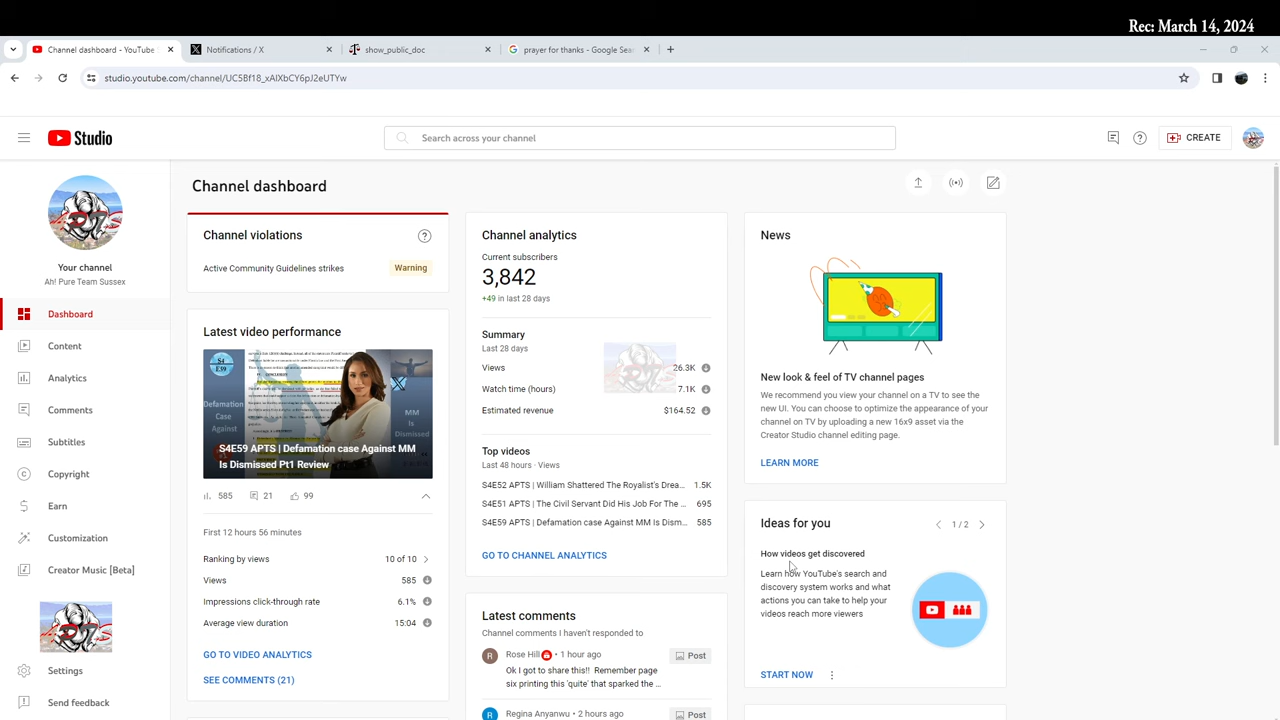 Rec: March 14, 2024
Channel dashboard - YouTube
Notifications / X
show_public_doc
prayer for thanks - Google Sea
studio.youtube.com/channel/UC5Bf18_xAIXbCY6pJ2eUTYw
Studio
Search across your channel
CREATE
Channel dashboard
Your channel
Ah! Pure Team Sussex
Dashboard
Content
Analytics
Comments
Subtitles
Copyright
Earn
Customization
Creator Music [Beta]
Settings
Send feedback
Channel violations
Active Community Guidelines strikes
Warning
Latest video performance
S4
E39
Defamation
Case
Against
MM
Is
Dismissed
S4E59 APTS | Defamation case Against MM
Is Dismissed Pt1 Review
585 21 99
First 12 hours 56 minutes
Ranking by views 10 of 10
Views 585
Impressions click-through rate 6.1%
Average view duration 15:04
GO TO VIDEO ANALYTICS
SEE COMMENTS (21)
Channel analytics
Current subscribers
3,842
+49 in last 28 days
Summary
Last 28 days
Views 26.3K
Watch time (hours) 7.1K
Estimated revenue $164.52
Top videos
Last 48 hours · Views
S4E52 APTS | William Shattered The Royalist's Drea... 1.5K
S4E51 APTS | The Civil Servant Did His Job For The ... 695
S4E59 APTS | Defamation case Against MM Is Dism... 585
GO TO CHANNEL ANALYTICS
Latest comments
Channel comments I haven't responded to
Rose Hill • 1 hour ago
Post
Ok I got to share this!! Remember page
six printing this 'quite' that sparked the ...
Regina Anyanwu • 2 hours ago
Post
News
New look & feel of TV channel pages
We recommend you view your channel on a TV to see the
new UI. You can choose to optimize the appearance of your
channel on TV by uploading a new 16x9 asset via the
Creator Studio channel editing page.
LEARN MORE
Ideas for you
1 / 2
How videos get discovered
Learn how YouTube's search and
discovery system works and what
actions you can take to help your
videos reach more viewers
START NOW